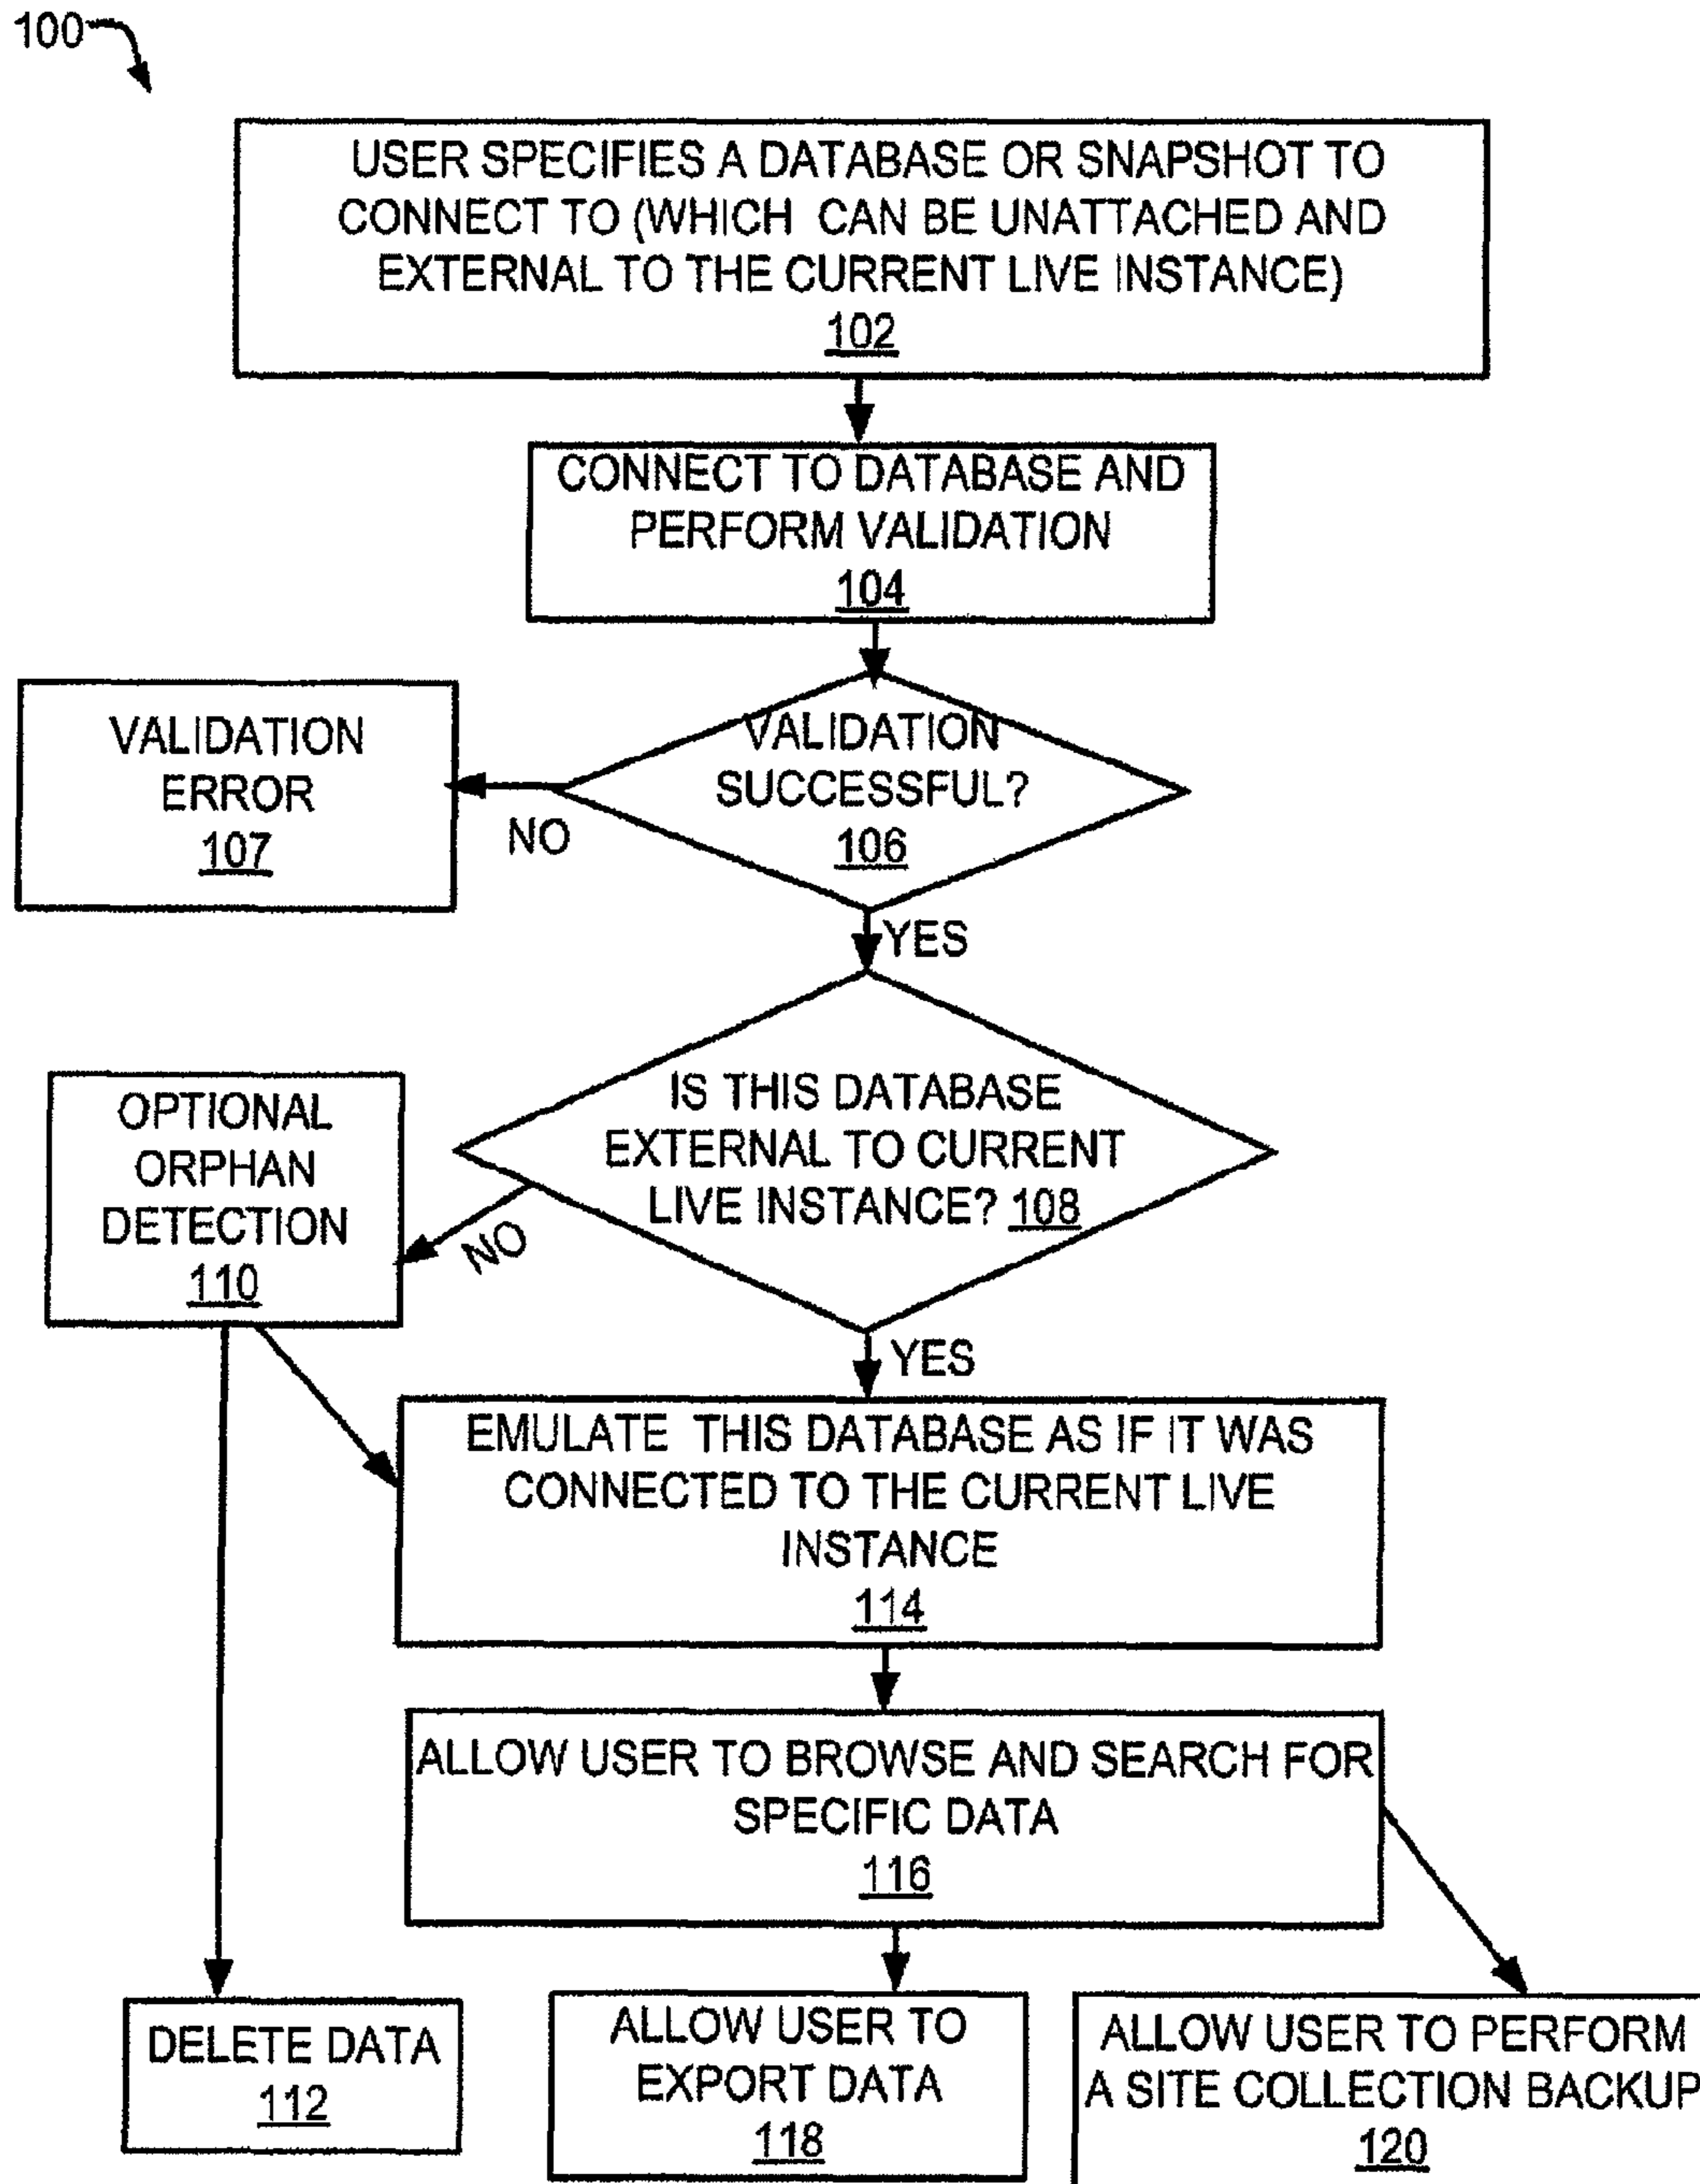 100
USER SPECIFIES A DATABASE OR SNAPSHOT TO
CONNECT TO (WHICH CAN BE UNATTACHED AND
EXTERNAL TO THE CURRENT LIVE INSTANCE)
102
CONNECT TO DATABASE AND
PERFORM VALIDATION
104
VALIDATION
SUCCESSFUL?
106
VALIDATION
ERROR
107
NO
YES
IS THIS DATABASE
EXTERNAL TO CURRENT
LIVE INSTANCE? 108
OPTIONAL
ORPHAN
DETECTION
110
NO
YES
EMULATE THIS DATABASE AS IF IT WAS
CONNECTED TO THE CURRENT LIVE
INSTANCE
114
ALLOW USER TO BROWSE AND SEARCH FOR
SPECIFIC DATA
116
DELETE DATA
112
ALLOW USER TO
EXPORT DATA
118
ALLOW USER TO PERFORM
A SITE COLLECTION BACKUP
120